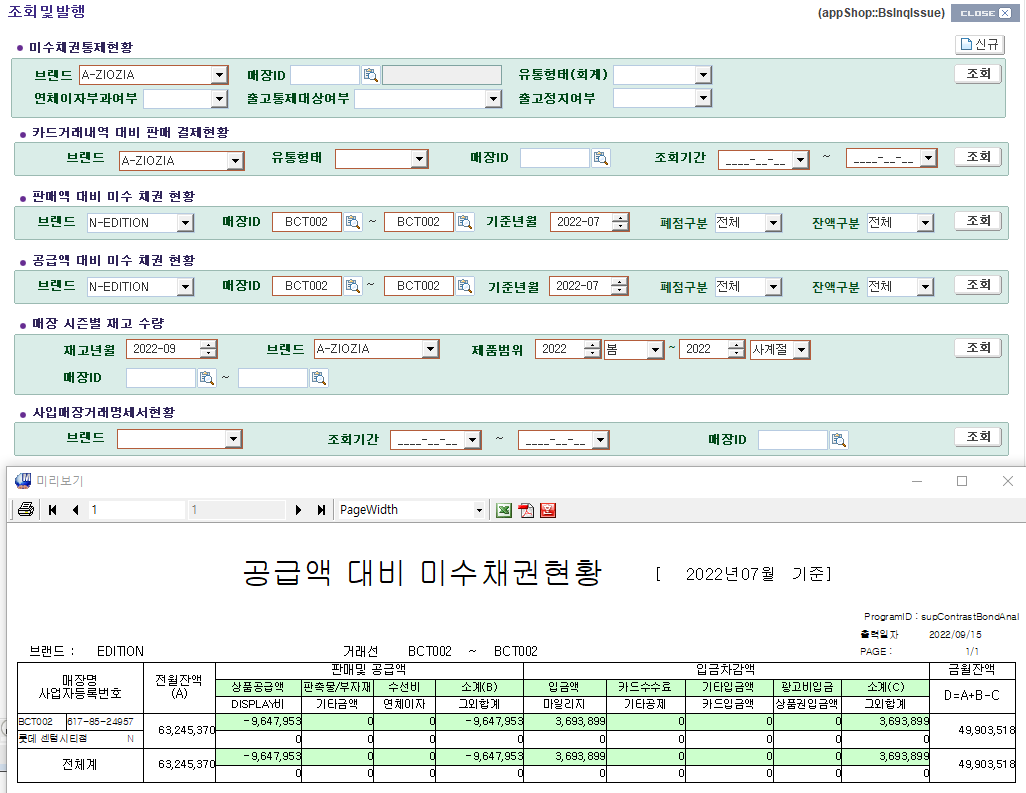 조회및발행
(appShop::BsInqIssue) CLOSE
미수채권통제현황
신규
브랜드 A-ZIOZIA 매장ID 유통형태(회계) 조회
연체이자부과여부 출고통제대상여부 출고정지여부
카드거래내역 대비 판매 결제현황
브랜드 A-ZIOZIA 유통형태 매장ID 조회기간 ____-__-__ ~ ____-__-__ 조회
판매액 대비 미수 채권 현황
브랜드 N-EDITION 매장ID BCT002 ~ BCT002 기준년월 2022-07 폐점구분 전체 잔액구분 전체 조회
공급액 대비 미수 채권 현황
브랜드 N-EDITION 매장ID BCT002 ~ BCT002 기준년월 2022-07 폐점구분 전체 잔액구분 전체 조회
매장 시즌별 재고 수량
재고년월 2022-09 브랜드 A-ZIOZIA 제품범위 2022 봄 ~ 2022 사계절 조회
매장ID ~
사입매장거래명세서현황
브랜드 조회기간 ____-__-__ ~ ____-__-__ 매장ID 조회
미리보기
1 1 PageWidth
공급액 대비 미수채권현황 [ 2022년07월 기준]
ProgramID : supContrastBondAnal
출력일자 2022/09/15
PAGE : 1/1
브랜드 : EDITION 거래선 BCT002 ~ BCT002
매장명 전월잔액 판매및 공급액 입금차감액 금월잔액
사업자등록번호 (A) 상품공급액 판촉물/부자재 수선비 소계(B) 입금액 카드수수료 기타입금액 광고비입금 소계(C) D=A+B-C
DISPLAY비 기타금액 연체이자 그외합계 마일리지 기타공제 카드입금액 상품권입금액 그외합계
BCT002 617-85-24967 63,245,370 -9,647,953 0 0 -9,647,953 3,693,899 0 0 0 3,693,899 49,903,518
롯데 센텀시티점 N 0 0 0 0 0 0 0 0 0
전체계 63,245,370 -9,647,953 0 0 -9,647,953 3,693,899 0 0 0 3,693,899 49,903,518
0 0 0 0 0 0 0 0 0